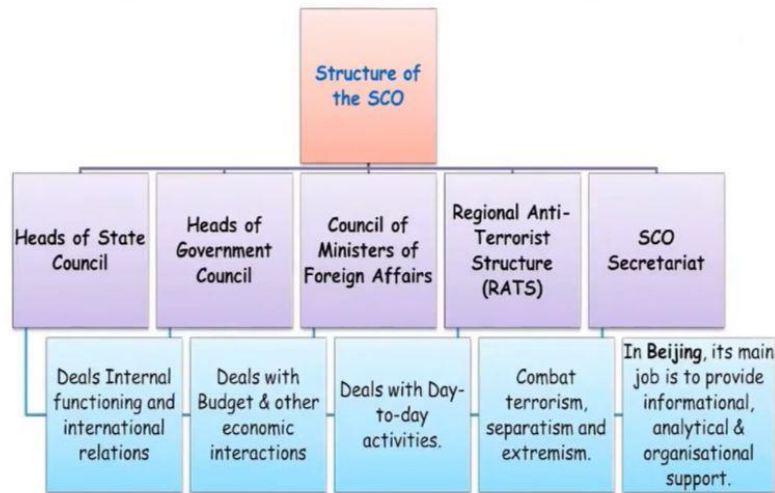 Structure of
the SCO
Heads of State
Council
Heads of
Government
Council
Council of
Ministers of
Foreign Affairs
Regional Anti-
Terrorist
Structure
(RATS)
SCO
Secretariat
Deals Internal
functioning and
international
relations
Deals with
Budget & other
economic
interactions
Deals with Day-
to-day
activities.
Combat
terrorism,
separatism and
extremism.
In Beijing, its main
job is to provide
informational,
analytical &
organisational
support.